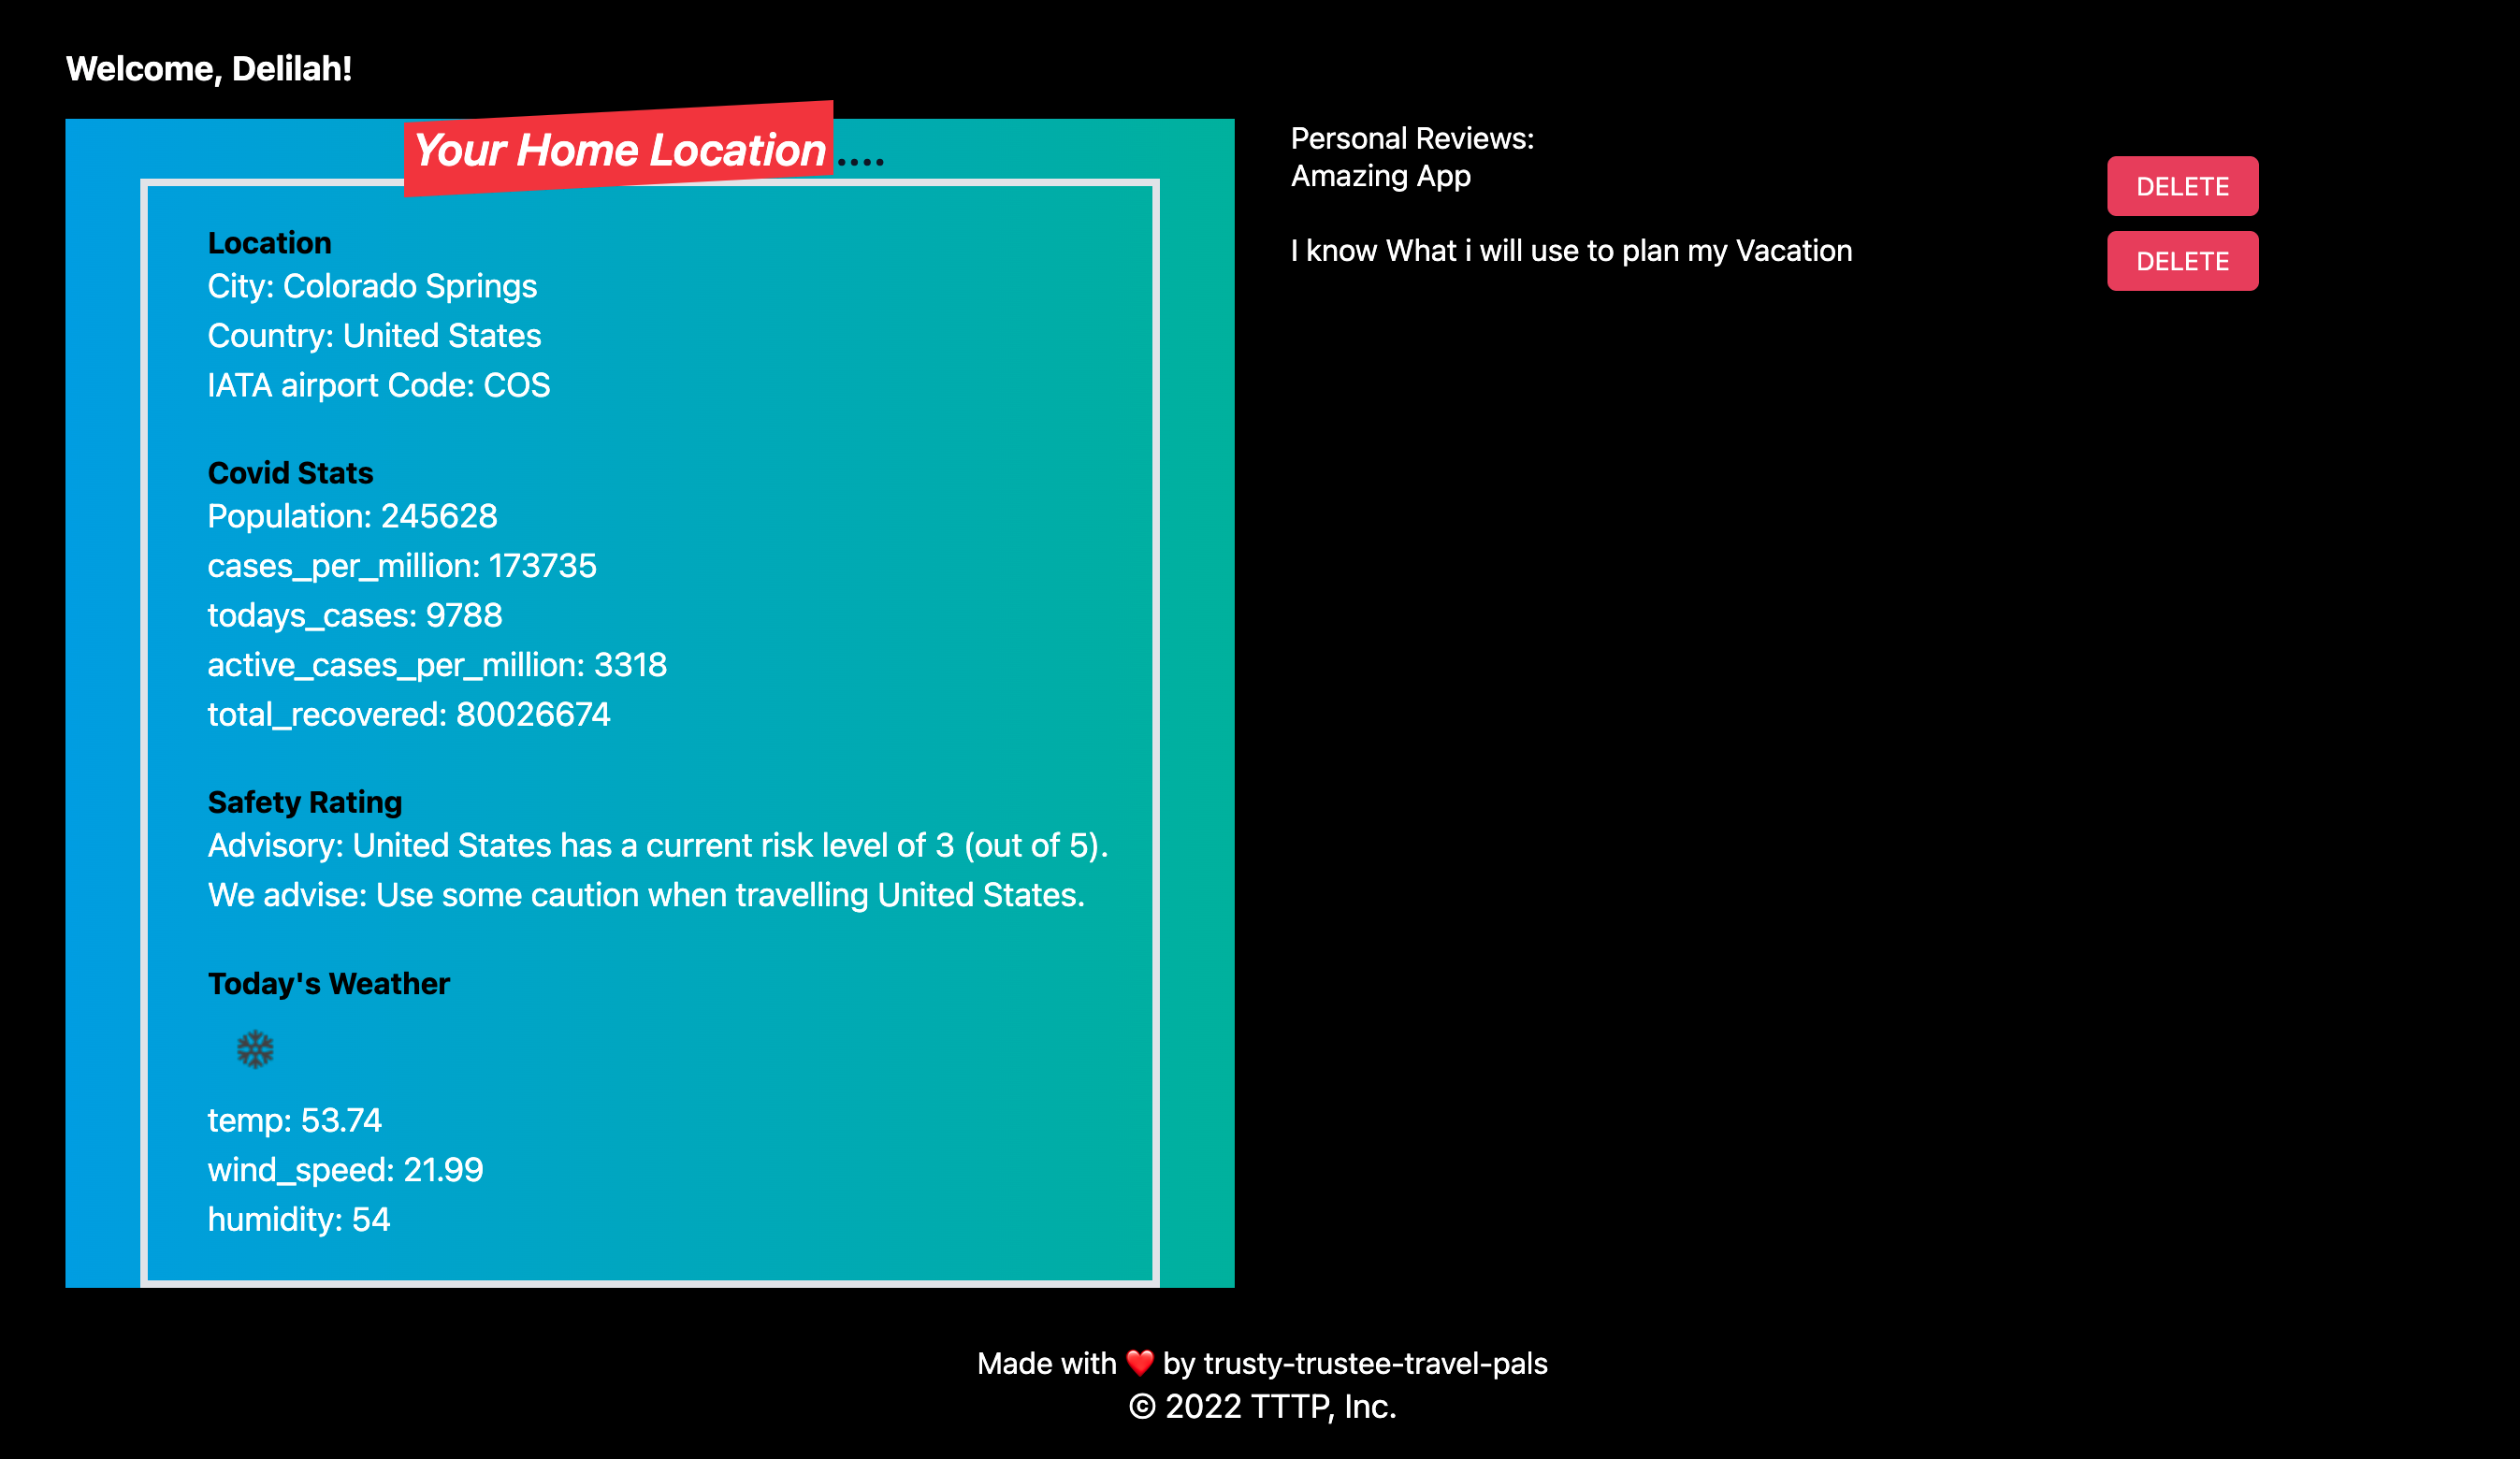 Welcome, Delilah!
Your Home Location....
Location
City: Colorado Springs
Country: United States
IATA airport Code: COS
Covid Stats
Population: 245628
cases_per_million: 173735
todays_cases: 9788
active_cases_per_million: 3318
total_recovered: 80026674
Safety Rating
Advisory: United States has a current risk level of 3 (out of 5).
We advise: Use some caution when travelling United States.
Today's Weather
temp: 53.74
wind_speed: 21.99
humidity: 54
Personal Reviews:
Amazing App
DELETE
I know What i will use to plan my Vacation
DELETE
Made with ❤️ by trusty-trustee-travel-pals
© 2022 TTTP, Inc.